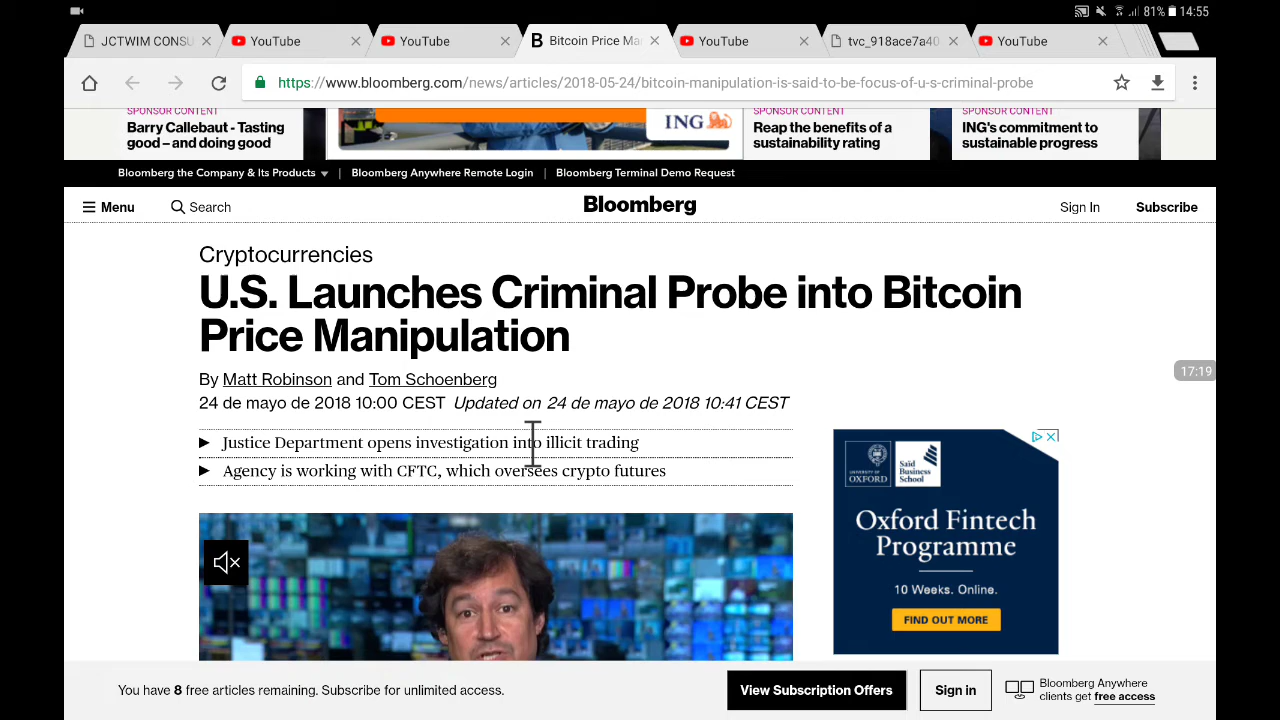 81% 14:55
JCTWIM CONSU
YouTube
YouTube
Bitcoin Price Ma
YouTube
tvc_918ace7a40
YouTube
https://www.bloomberg.com/news/articles/2018-05-24/bitcoin-manipulation-is-said-to-be-focus-of-u-s-criminal-probe
SPONSOR CONTENT
Barry Callebaut - Tasting
good – and doing good
ING
SPONSOR CONTENT
Reap the benefits of a
sustainability rating
SPONSOR CONTENT
ING's commitment to
sustainable progress
Bloomberg the Company & Its Products | Bloomberg Anywhere Remote Login | Bloomberg Terminal Demo Request
Menu Search Bloomberg Sign In Subscribe
Cryptocurrencies
U.S. Launches Criminal Probe into Bitcoin
Price Manipulation
17:19
By Matt Robinson and Tom Schoenberg
24 de mayo de 2018 10:00 CEST Updated on 24 de mayo de 2018 10:41 CEST
Justice Department opens investigation into illicit trading
Agency is working with CFTC, which oversees crypto futures
UNIVERSITY OF
OXFORD
Saïd
Business
School
Oxford Fintech
Programme
10 Weeks. Online.
FIND OUT MORE
You have 8 free articles remaining. Subscribe for unlimited access.
View Subscription Offers
Sign in
Bloomberg Anywhere
clients get free access